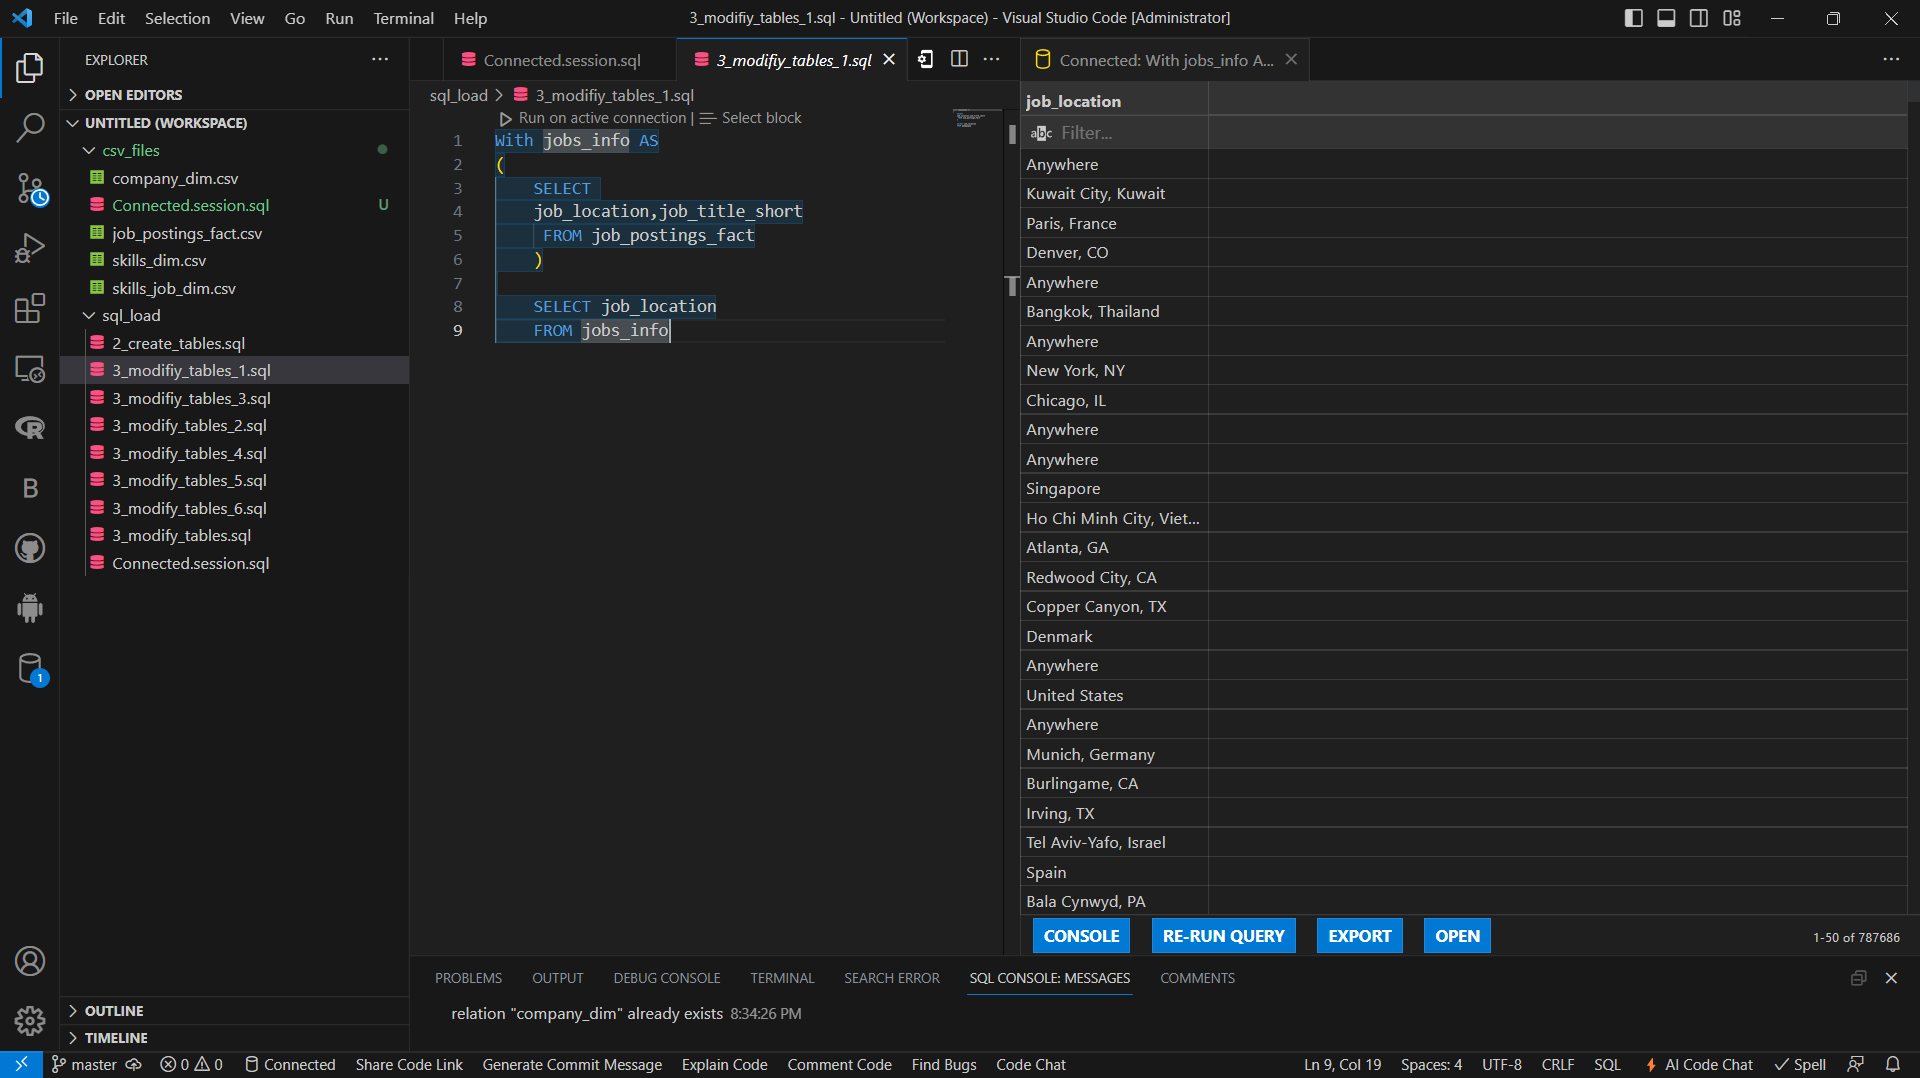 File Edit Selection View Go Run Terminal Help
3_modifiy_tables_1.sql - Untitled (Workspace) - Visual Studio Code [Administrator]
EXPLORER
OPEN EDITORS
UNTITLED (WORKSPACE)
csv_files
company_dim.csv
Connected.session.sql U
job_postings_fact.csv
skills_dim.csv
skills_job_dim.csv
sql_load
2_create_tables.sql
3_modifiy_tables_1.sql
3_modifiy_tables_3.sql
3_modify_tables_2.sql
3_modify_tables_4.sql
3_modify_tables_5.sql
3_modify_tables_6.sql
3_modify_tables.sql
Connected.session.sql
OUTLINE
TIMELINE
B
1
Connected.session.sql
3_modifiy_tables_1.sql
sql_load > 3_modifiy_tables_1.sql
Run on active connection | Select block
1 With jobs_info AS
2 (
3 SELECT
4 job_location,job_title_short
5 FROM job_postings_fact
6 )
7
8 SELECT job_location
9 FROM jobs_info
Connected: With jobs_info A...
job_location
abc Filter...
Anywhere
Kuwait City, Kuwait
Paris, France
Denver, CO
Anywhere
Bangkok, Thailand
Anywhere
New York, NY
Chicago, IL
Anywhere
Anywhere
Singapore
Ho Chi Minh City, Viet...
Atlanta, GA
Redwood City, CA
Copper Canyon, TX
Denmark
Anywhere
United States
Anywhere
Munich, Germany
Burlingame, CA
Irving, TX
Tel Aviv-Yafo, Israel
Spain
Bala Cynwyd, PA
CONSOLE RE-RUN QUERY EXPORT OPEN
1-50 of 787686
PROBLEMS OUTPUT DEBUG CONSOLE TERMINAL SEARCH ERROR SQL CONSOLE: MESSAGES COMMENTS
relation "company_dim" already exists 8:34:26 PM
master 0 0 Connected Share Code Link Generate Commit Message Explain Code Comment Code Find Bugs Code Chat
Ln 9, Col 19 Spaces: 4 UTF-8 CRLF SQL AI Code Chat Spell